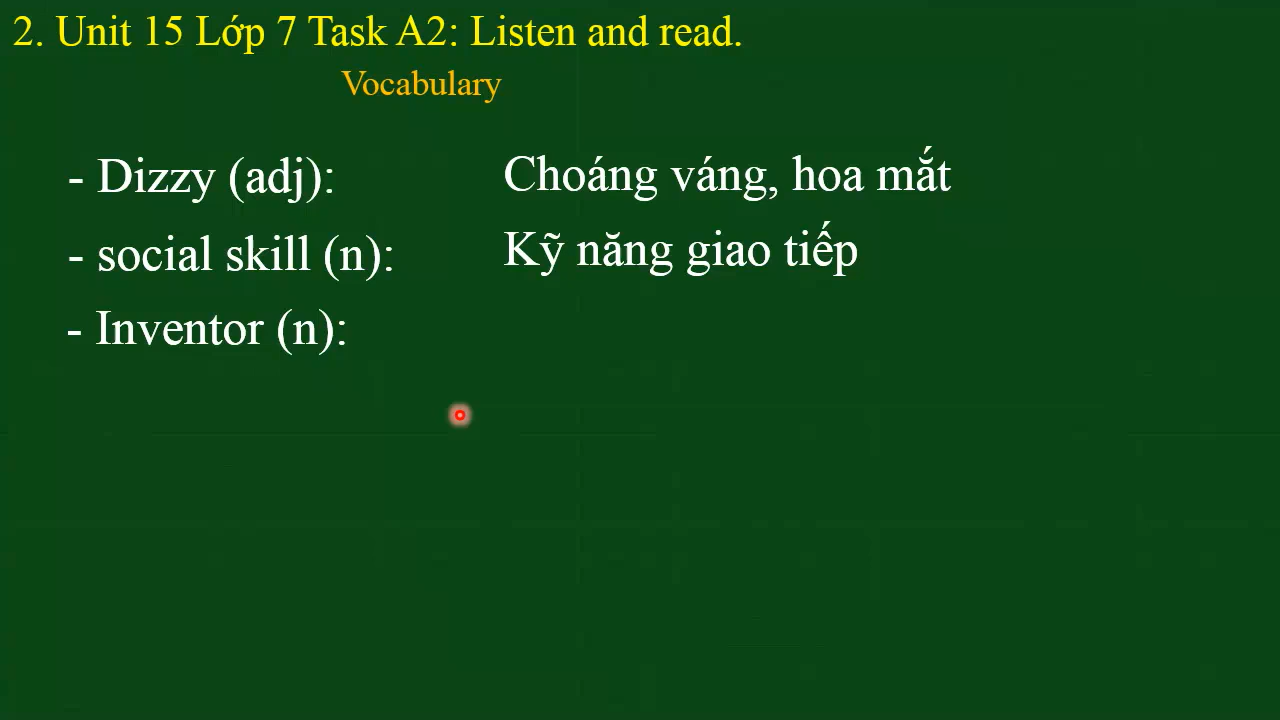 2. Unit 15 Lớp 7 Task A2: Listen and read.
Vocabulary
- Dizzy (adj): Choáng váng, hoa mắt
- social skill (n): Kỹ năng giao tiếp
- Inventor (n):